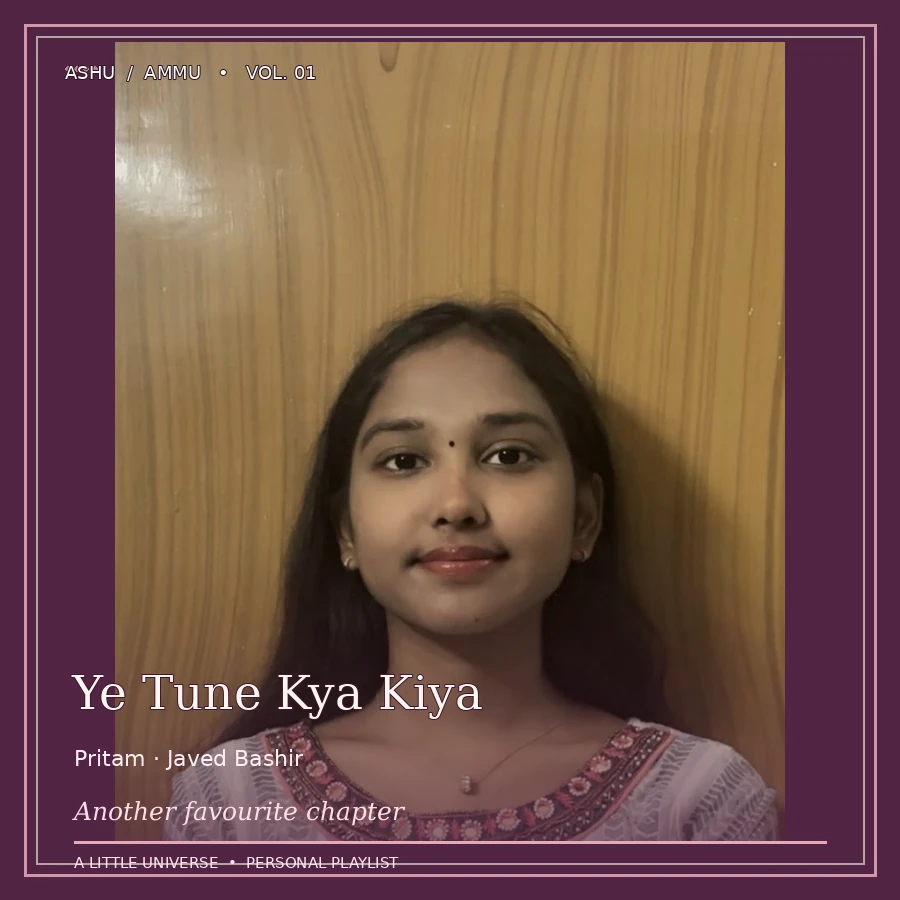 ASHU / AMMU • VOL. 01
Ye Tune Kya Kiya
Pritam · Javed Bashir
Another favourite chapter
A LITTLE UNIVERSE • PERSONAL PLAYLIST